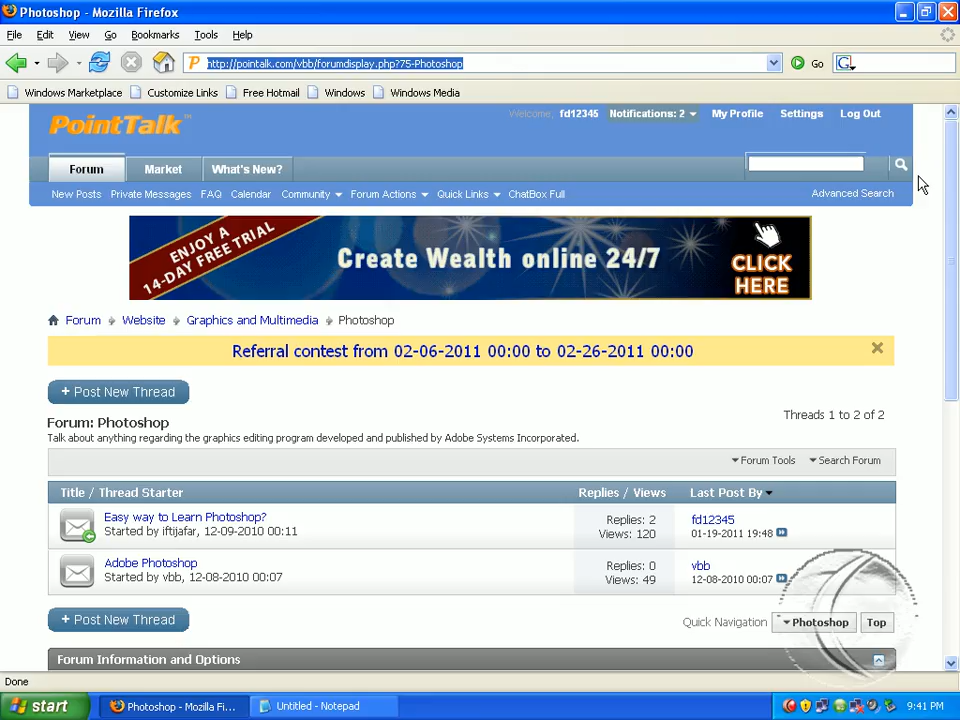 Photoshop - Mozilla Firefox
File Edit View Go Bookmarks Tools Help
http://pointalk.com/vbb/forumdisplay.php?75-Photoshop
Go
G
Windows Marketplace Customize Links Free Hotmail Windows Windows Media
PointTalk™
Welcome, fd12345 Notifications: 2 My Profile Settings Log Out
Forum Market What's New?
New Posts Private Messages FAQ Calendar Community Forum Actions Quick Links ChatBox Full
Advanced Search
ENJOY A
14-DAY FREE TRIAL
Create Wealth online 24/7
CLICK
HERE
Forum Website Graphics and Multimedia Photoshop
Referral contest from 02-06-2011 00:00 to 02-26-2011 00:00
+ Post New Thread
Threads 1 to 2 of 2
Forum: Photoshop
Talk about anything regarding the graphics editing program developed and published by Adobe Systems Incorporated.
Forum Tools Search Forum
Title / Thread Starter Replies / Views Last Post By
Easy way to Learn Photoshop?
Started by iftijafar, 12-09-2010 00:11
Replies: 2
Views: 120
fd12345
01-19-2011 19:48
Adobe Photoshop
Started by vbb, 12-08-2010 00:07
Replies: 0
Views: 49
vbb
12-08-2010 00:07
+ Post New Thread
Quick Navigation Photoshop Top
Forum Information and Options
Done
start Photoshop - Mozilla Fi... Untitled - Notepad 9:41 PM